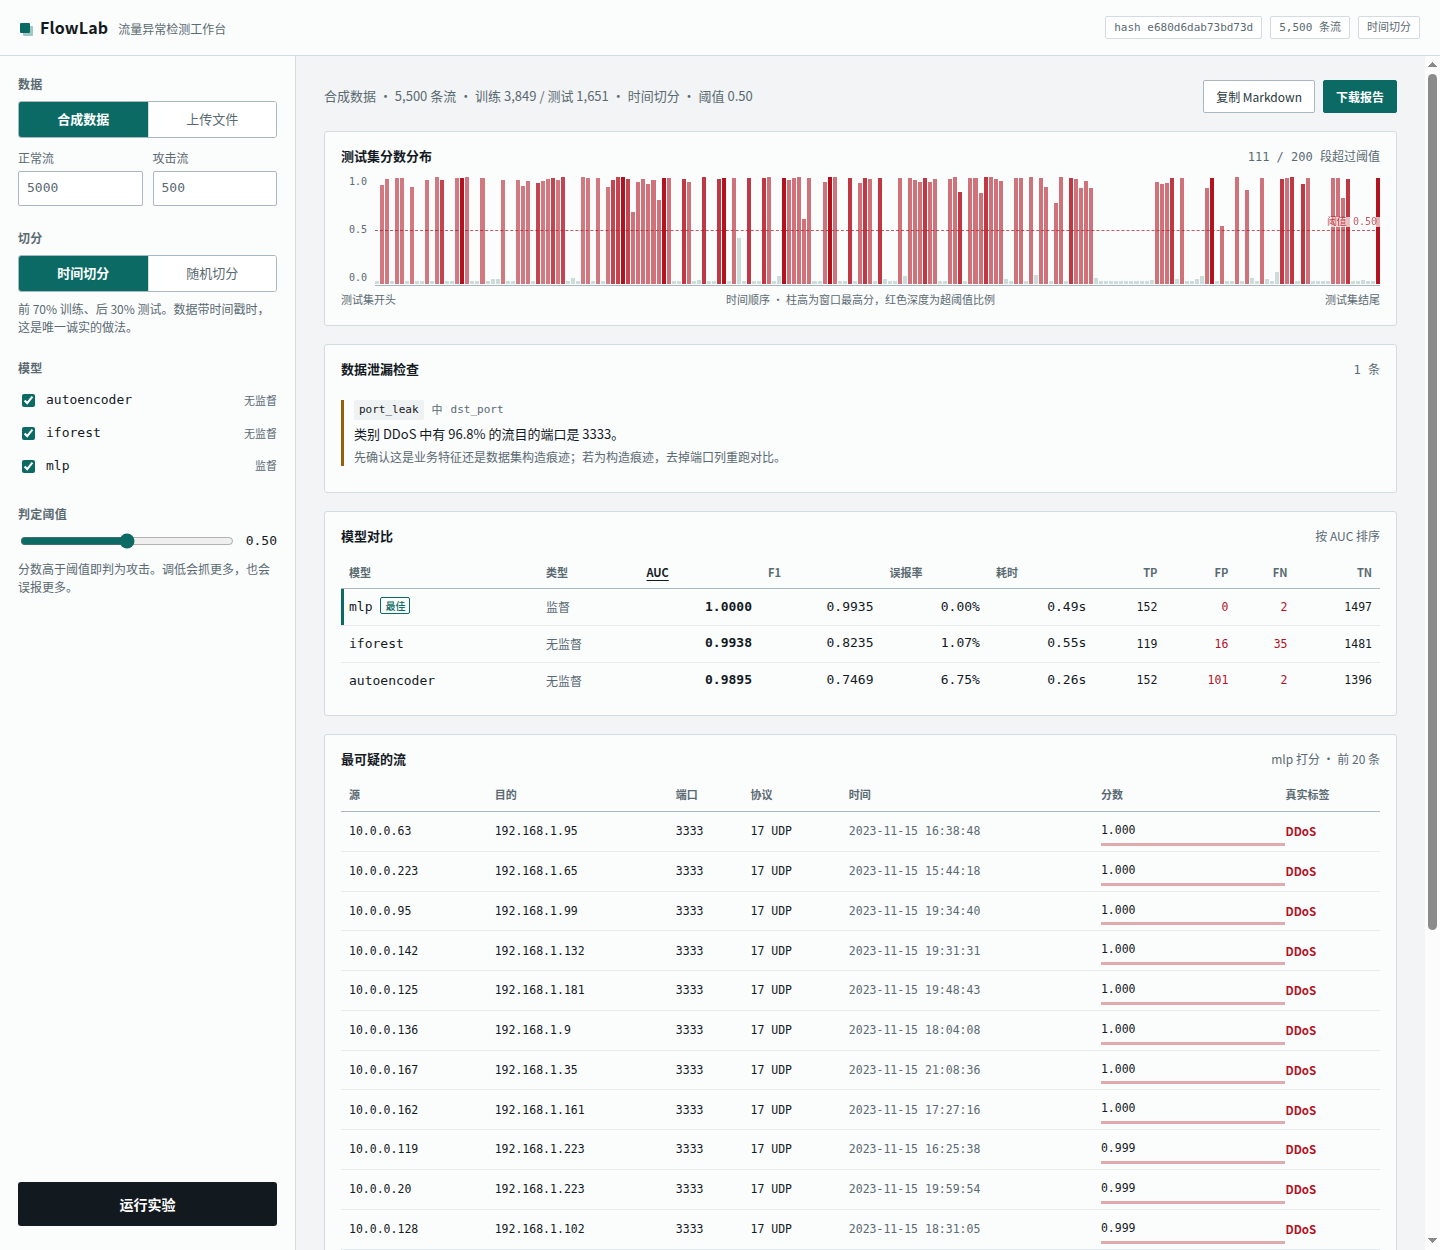 FlowLab 流量异常检测工作台
hash e680d6dab73bd73d 5,500 条流 时间切分
数据
合成数据 上传文件
正常流 攻击流
5000 500
切分
时间切分 随机切分
前 70% 训练、后 30% 测试。数据带时间戳时，
这是唯一诚实的做法。
模型
autoencoder 无监督
iforest 无监督
mlp 监督
判定阈值
0.50
分数高于阈值即判为攻击。调低会抓更多，也会
误报更多。
运行实验
合成数据 · 5,500 条流 · 训练 3,849 / 测试 1,651 · 时间切分 · 阈值 0.50
复制 Markdown 下载报告
测试集分数分布 111 / 200 段超过阈值
1.0
0.5
0.0
阈值 0.50
测试集开头 时间顺序 · 柱高为窗口最高分，红色深度为超阈值比例 测试集结尾
数据泄漏检查 1 条
port_leak 中 dst_port
类别 DDoS 中有 96.8% 的流目的端口是 3333。
先确认这是业务特征还是数据集构造痕迹；若为构造痕迹，去掉端口列重跑对比。
模型对比 按 AUC 排序
模型 类型 AUC F1 误报率 耗时 TP FP FN TN
mlp 最佳 监督 1.0000 0.9935 0.00% 0.49s 152 0 2 1497
iforest 无监督 0.9938 0.8235 1.07% 0.55s 119 16 35 1481
autoencoder 无监督 0.9895 0.7469 6.75% 0.26s 152 101 2 1396
最可疑的流 mlp 打分 · 前 20 条
源 目的 端口 协议 时间 分数 真实标签
10.0.0.63 192.168.1.95 3333 17 UDP 2023-11-15 16:38:48 1.000 DDoS
10.0.0.223 192.168.1.65 3333 17 UDP 2023-11-15 15:44:18 1.000 DDoS
10.0.0.95 192.168.1.99 3333 17 UDP 2023-11-15 19:34:40 1.000 DDoS
10.0.0.142 192.168.1.132 3333 17 UDP 2023-11-15 19:31:31 1.000 DDoS
10.0.0.125 192.168.1.181 3333 17 UDP 2023-11-15 19:48:43 1.000 DDoS
10.0.0.136 192.168.1.9 3333 17 UDP 2023-11-15 18:04:08 1.000 DDoS
10.0.0.167 192.168.1.35 3333 17 UDP 2023-11-15 21:08:36 1.000 DDoS
10.0.0.162 192.168.1.161 3333 17 UDP 2023-11-15 17:27:16 1.000 DDoS
10.0.0.119 192.168.1.223 3333 17 UDP 2023-11-15 16:25:38 0.999 DDoS
10.0.0.20 192.168.1.223 3333 17 UDP 2023-11-15 19:59:54 0.999 DDoS
10.0.0.128 192.168.1.102 3333 17 UDP 2023-11-15 18:31:05 0.999 DDoS